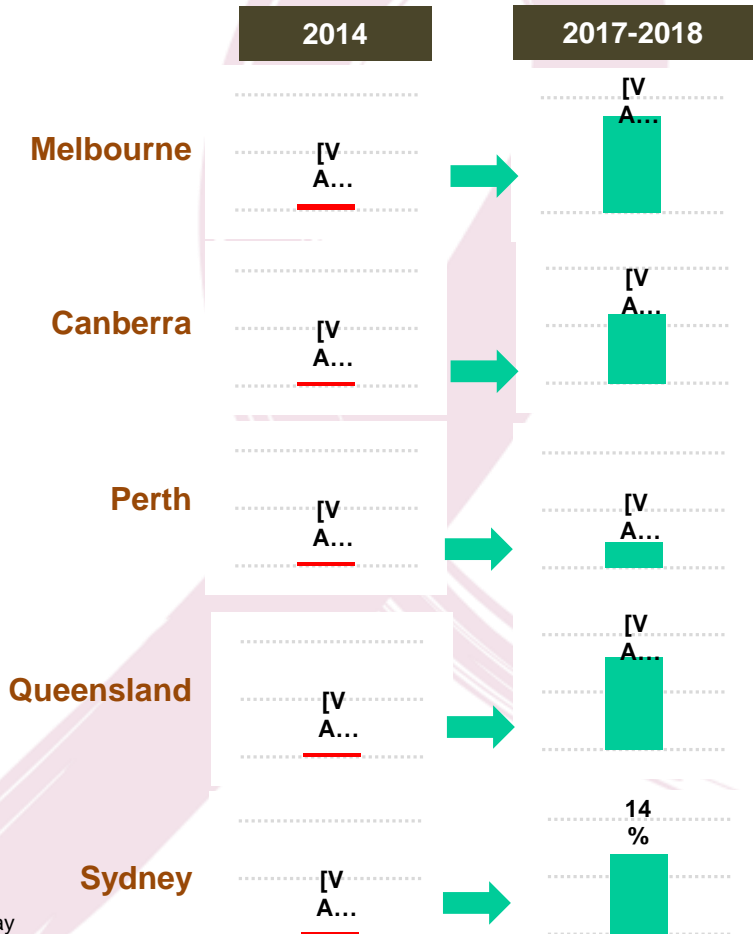 2014
2017-2018
Melbourne
[V
A…
[V
A…
Canberra
[V
A…
[V
A…
Perth
[V
A…
[V
A…
Queensland
[V
A…
[V
A…
Sydney
[V
A…
14
%
ay